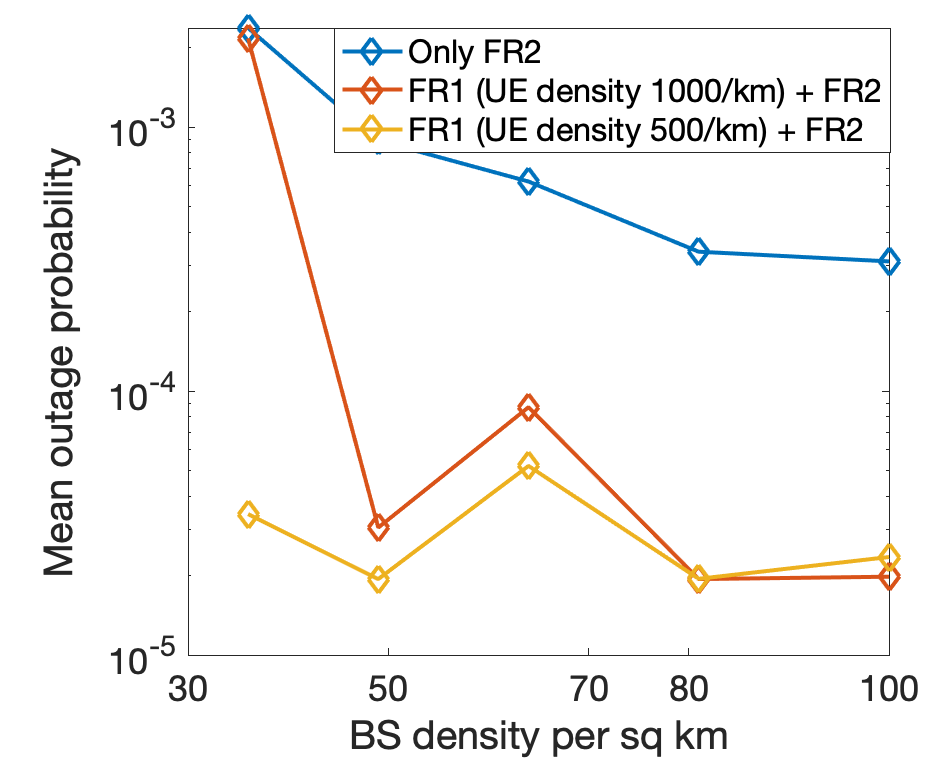 Only FR2
FR1 (UE density 1000/km) + FR2
FR1 (UE density 500/km) + FR2
Mean outage probability
10-3
10-4
10-5
30 50 70 80 100
BS density per sq km